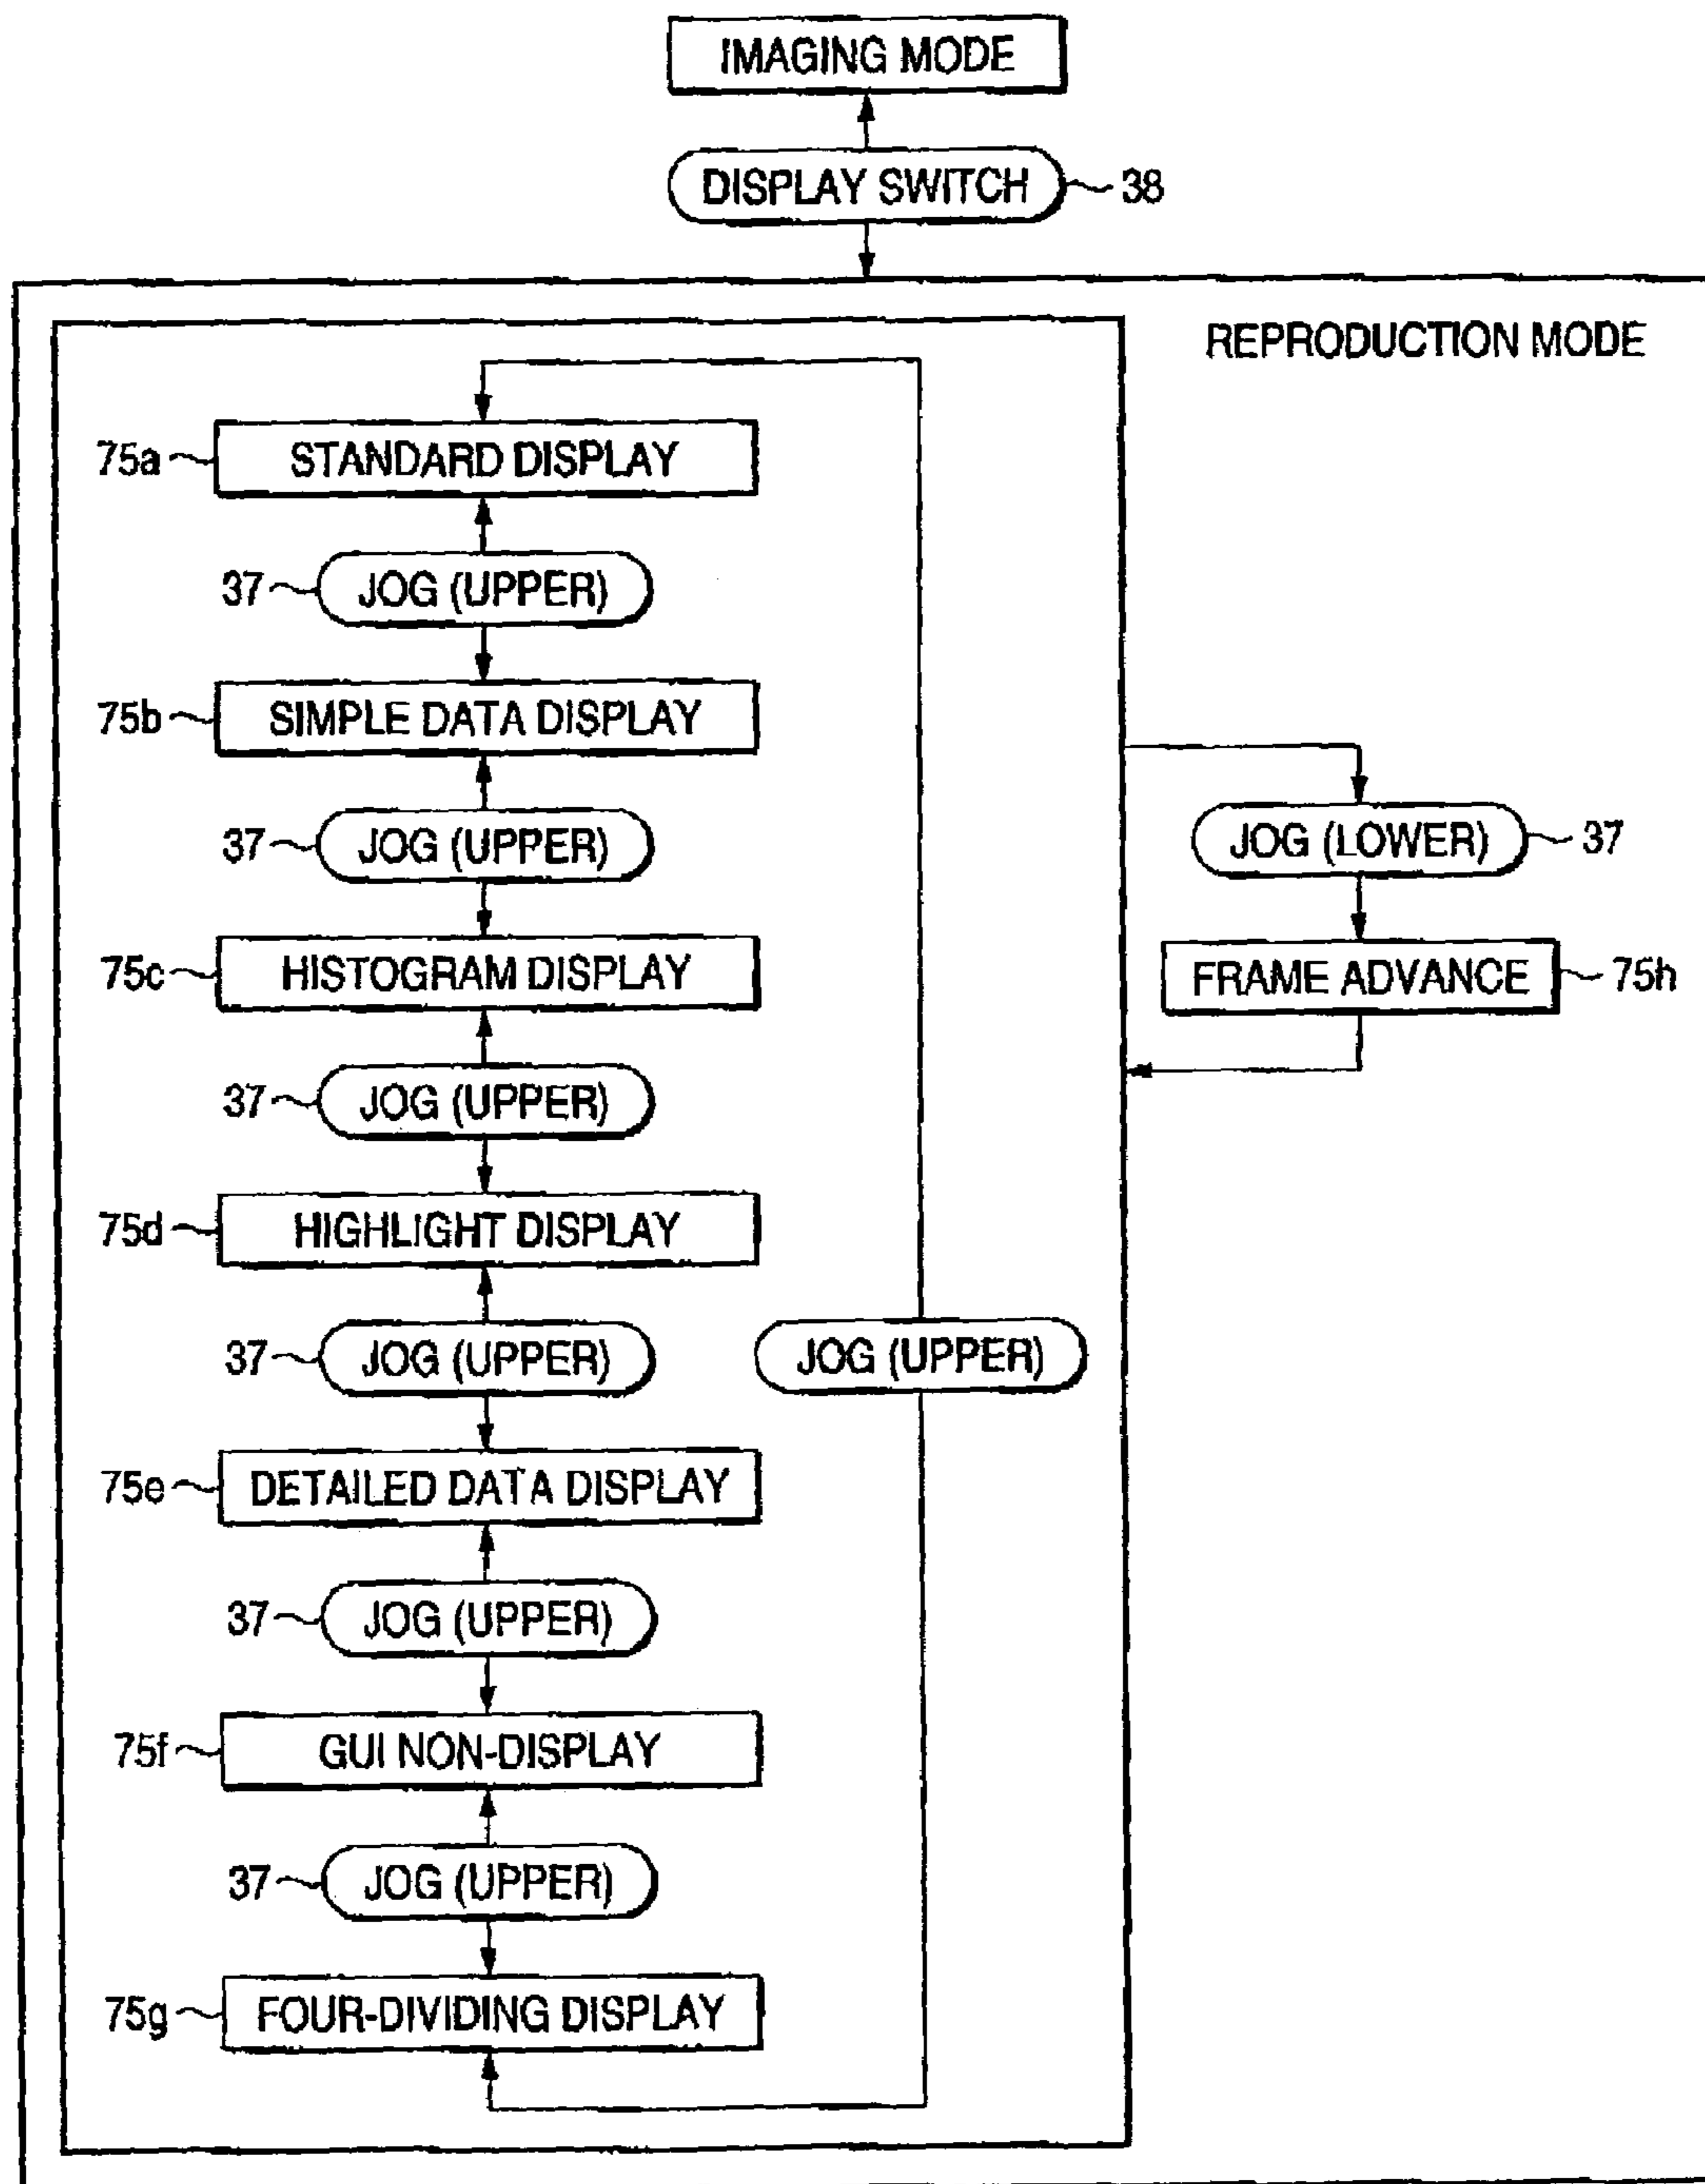 IMAGING MODE
DISPLAY SWITCH 38
REPRODUCTION MODE
75a STANDARD DISPLAY
37 JOG (UPPER)
75b SIMPLE DATA DISPLAY
37 JOG (UPPER)
JOG (LOWER) 37
75c HISTOGRAM DISPLAY
FRAME ADVANCE 75h
37 JOG (UPPER)
75d HIGHLIGHT DISPLAY
37 JOG (UPPER)
JOG (UPPER)
75e DETAILED DATA DISPLAY
37 JOG (UPPER)
75f GUI NON-DISPLAY
37 JOG (UPPER)
75g FOUR-DIVIDING DISPLAY